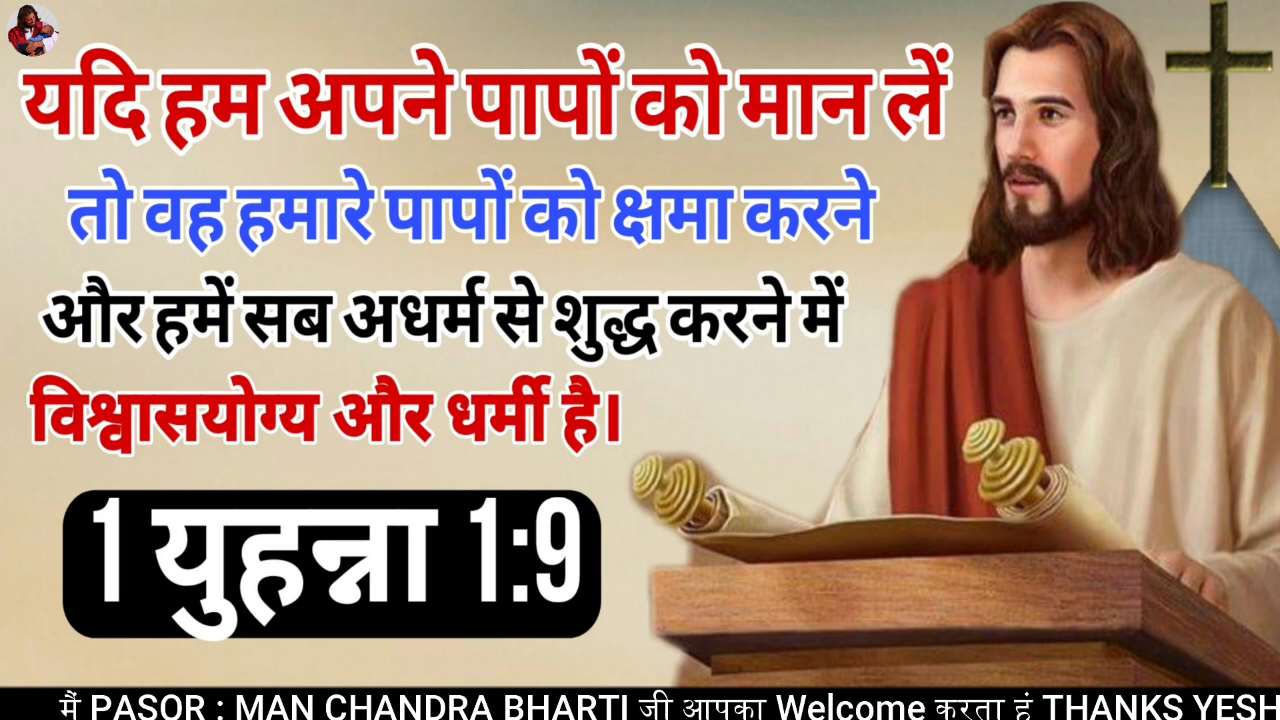 यदि हम अपने पापों को मान लें
तो वह हमारे पापों को क्षमा करने
और हमें सब अधर्म से शुद्ध करने में
विश्वासयोग्य और धर्मी है।
1 युहन्ना 1:9
मैं PASOR : MAN CHANDRA BHARTI जी आपका Welcome करता हूं THANKS YESH